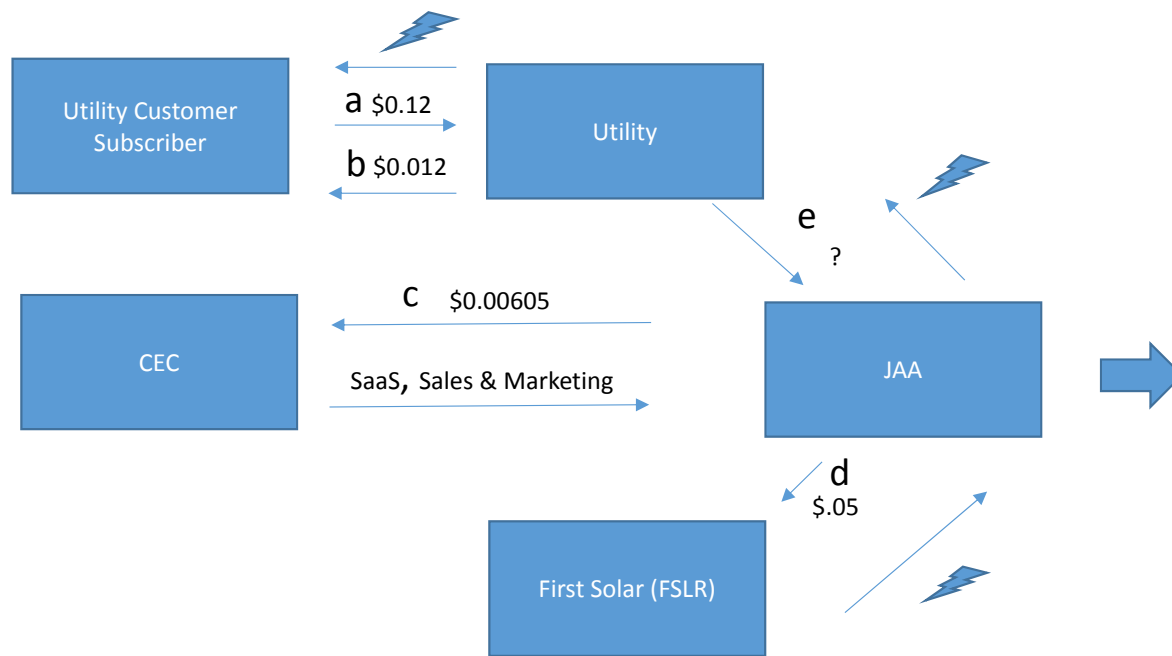 Utility Customer
Subscriber
a $0.12
b $0.012
Utility
e
?
c $0.00605
CEC
SaaS, Sales & Marketing
JAA
d
$.05
First Solar (FSLR)